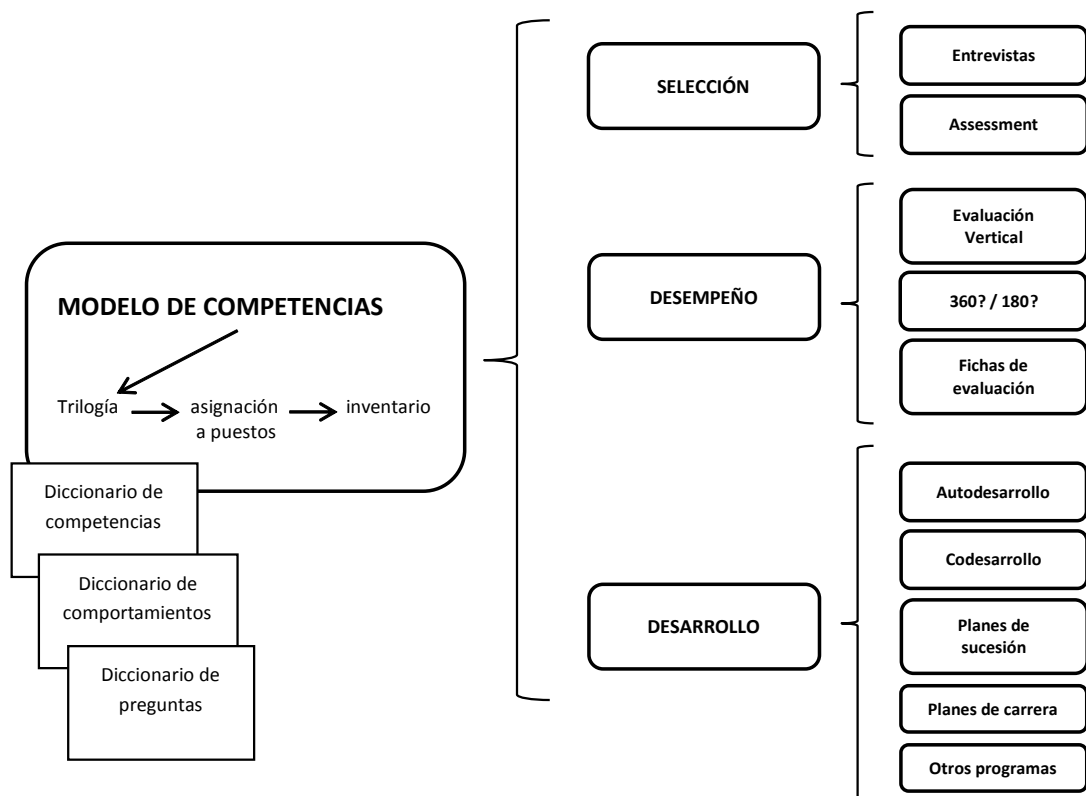 MODELO DE COMPETENCIAS
Trilogía
asignación
a puestos
inventario
Diccionario de
competencias
Diccionario de
comportamientos
Diccionario de
preguntas
SELECCIÓN
Entrevistas
Assessment
DESEMPEÑO
Evaluación
Vertical
360? / 180?
Fichas de
evaluación
DESARROLLO
Autodesarrollo
Codesarrollo
Planes de
sucesión
Planes de carrera
Otros programas